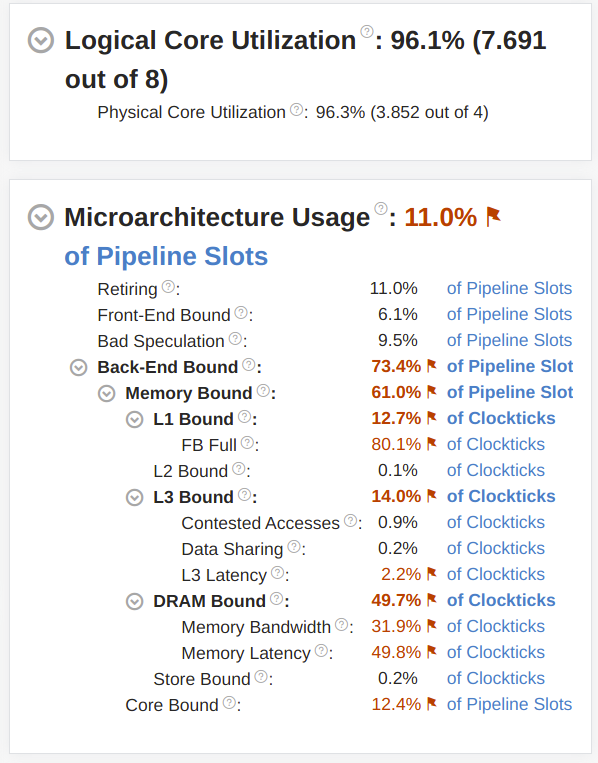 Logical Core Utilization ?: 96.1% (7.691
out of 8)
Physical Core Utilization ?: 96.3% (3.852 out of 4)
Microarchitecture Usage ?: 11.0%
of Pipeline Slots
Retiring ?: 11.0% of Pipeline Slots
Front-End Bound ?: 6.1% of Pipeline Slots
Bad Speculation ?: 9.5% of Pipeline Slots
Back-End Bound ?: 73.4% of Pipeline Slot
Memory Bound ?: 61.0% of Pipeline Slot
L1 Bound ?: 12.7% of Clockticks
FB Full ?: 80.1% of Clockticks
L2 Bound ?: 0.1% of Clockticks
L3 Bound ?: 14.0% of Clockticks
Contested Accesses ?: 0.9% of Clockticks
Data Sharing ?: 0.2% of Clockticks
L3 Latency ?: 2.2% of Clockticks
DRAM Bound ?: 49.7% of Clockticks
Memory Bandwidth ?: 31.9% of Clockticks
Memory Latency ?: 49.8% of Clockticks
Store Bound ?: 0.2% of Clockticks
Core Bound ?: 12.4% of Pipeline Slots